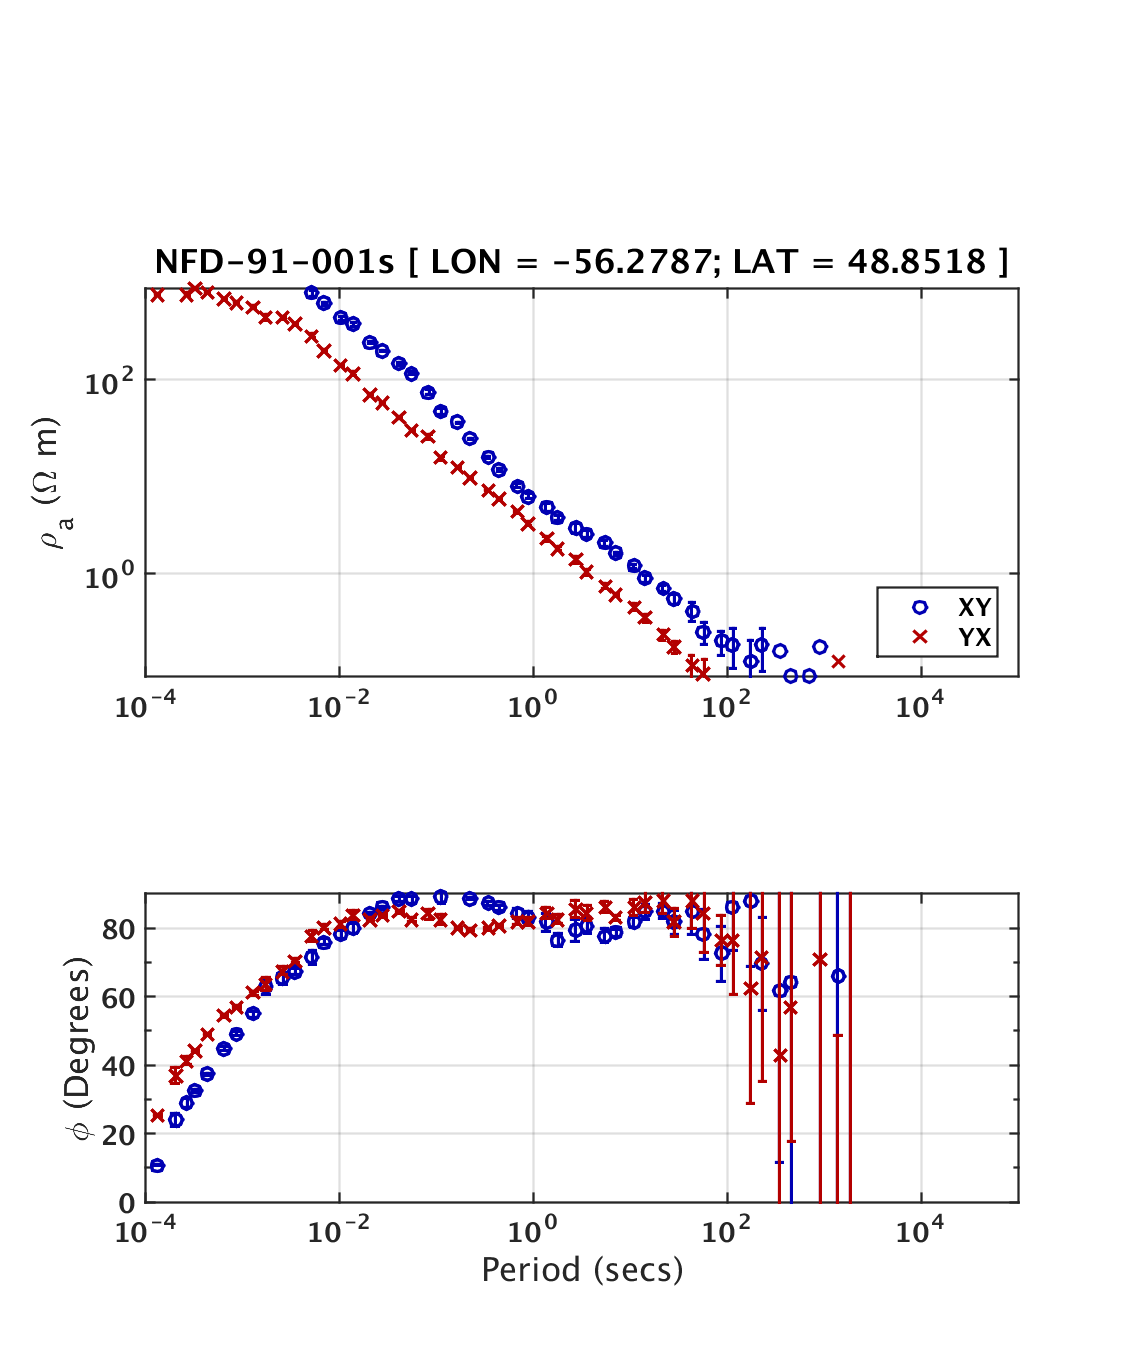 NFD-91-001s [ LON = -56.2787; LAT = 48.8518 ]
ρa (Ω m)
10^2
10^0
XY
YX
10^-4 10^-2 10^0 10^2 10^4
ϕ (Degrees)
80
60
40
20
0
10^-4 10^-2 10^0 10^2 10^4
Period (secs)